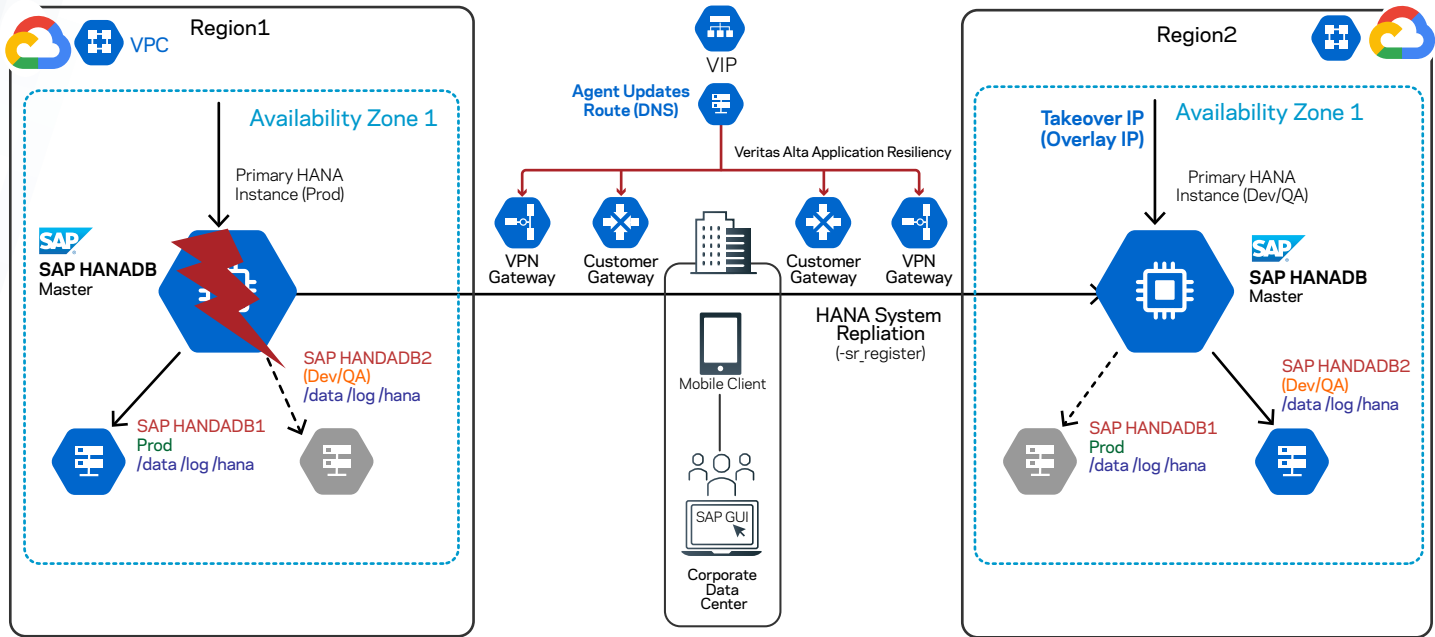 VPC
Region1
Availability Zone 1
Primary HANA
Instance (Prod)
SAP
SAP HANADB
Master
SAP HANDADB2
(Dev/QA)
/data /log /hana
SAP HANDADB1
Prod
/data /log /hana
VIP
Agent Updates
Route (DNS)
Veritas Alta Application Resiliency
VPN
Gateway
Customer
Gateway
Customer
Gateway
VPN
Gateway
HANA System
Repliation
(-sr_register)
Mobile Client
SAP GUI
Corporate
Data
Center
Region2
Takeover IP
(Overlay IP)
Availability Zone 1
Primary HANA
Instance (Dev/QA)
SAP
SAP HANADB
Master
SAP HANDADB2
(Dev/QA)
/data /log /hana
SAP HANDADB1
Prod
/data /log /hana